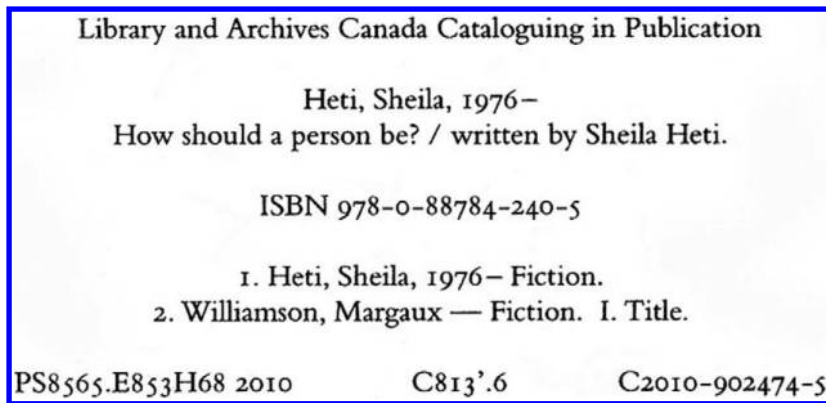 Library and Archives Canada Cataloguing in Publication
Heti, Sheila, 1976–
How should a person be? / written by Sheila Heti.
ISBN 978-0-88784-240-5
1. Heti, Sheila, 1976– Fiction.
2. Williamson, Margaux — Fiction. I. Title.
PS8565.E853H68 2010 C813'.6 C2010-902474-5